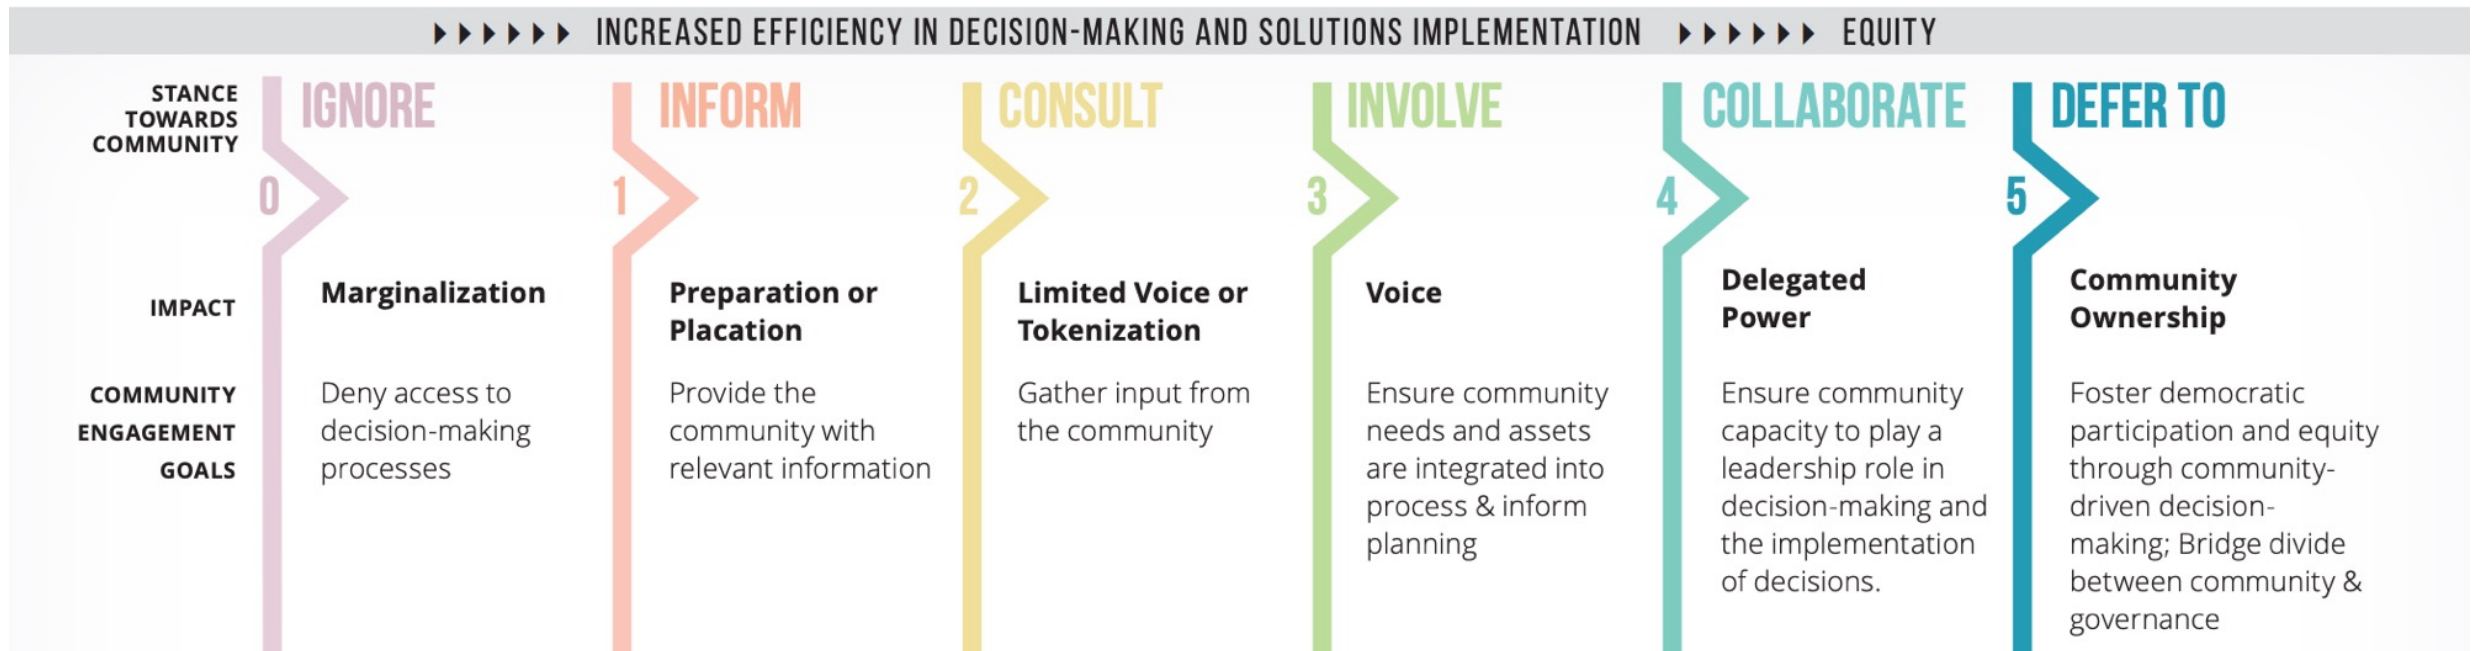 INCREASED EFFICIENCY IN DECISION-MAKING AND SOLUTIONS IMPLEMENTATION EQUITY
STANCE
TOWARDS
COMMUNITY
IGNORE
INFORM
CONSULT
INVOLVE
COLLABORATE
DEFER TO
0
1
2
3
4
5
IMPACT
Marginalization
Preparation or
Placation
Limited Voice or
Tokenization
Voice
Delegated
Power
Community
Ownership
COMMUNITY
ENGAGEMENT
GOALS
Deny access to
decision-making
processes
Provide the
community with
relevant information
Gather input from
the community
Ensure community
needs and assets
are integrated into
process & inform
planning
Ensure community
capacity to play a
leadership role in
decision-making and
the implementation
of decisions.
Foster democratic
participation and equity
through community-
driven decision-
making; Bridge divide
between community &
governance